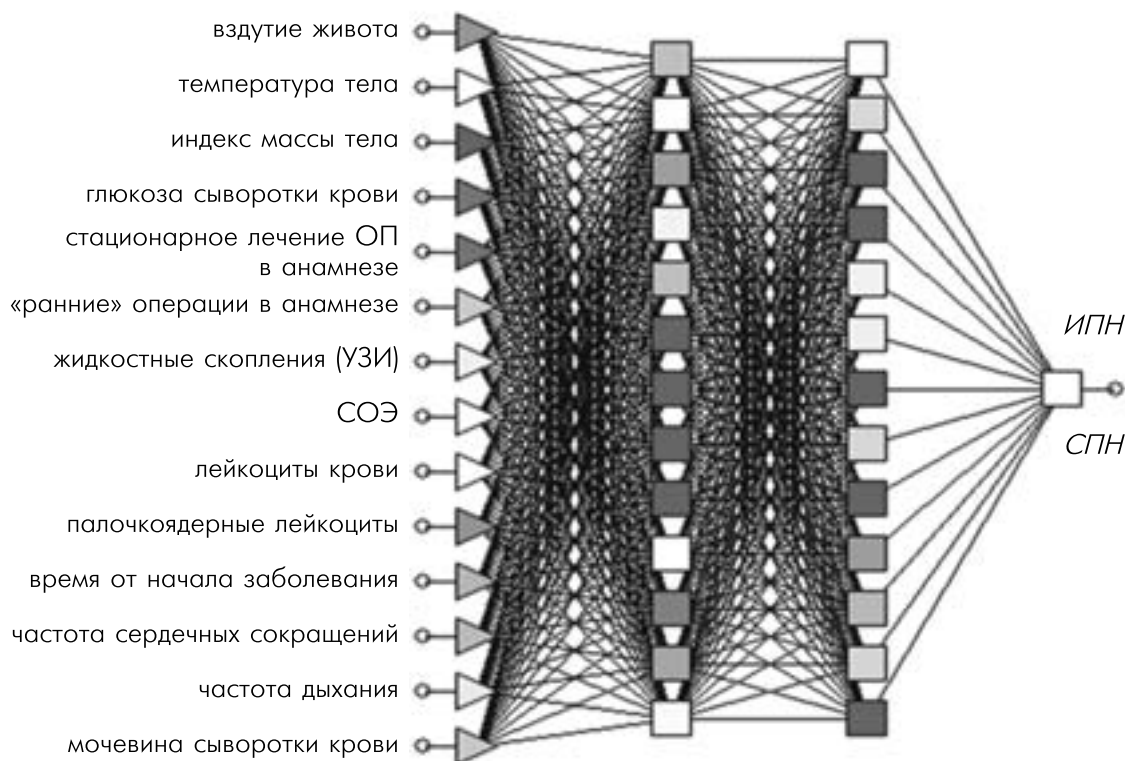 вздутие живота
температура тела
индекс массы тела
глюкоза сыворотки крови
стационарное лечение ОП
в анамнезе
«ранние» операции в анамнезе
жидкостные скопления (УЗИ)
СОЭ
лейкоциты крови
палочкоядерные лейкоциты
время от начала заболевания
частота сердечных сокращений
частота дыхания
мочевина сыворотки крови
ИПН
СПН